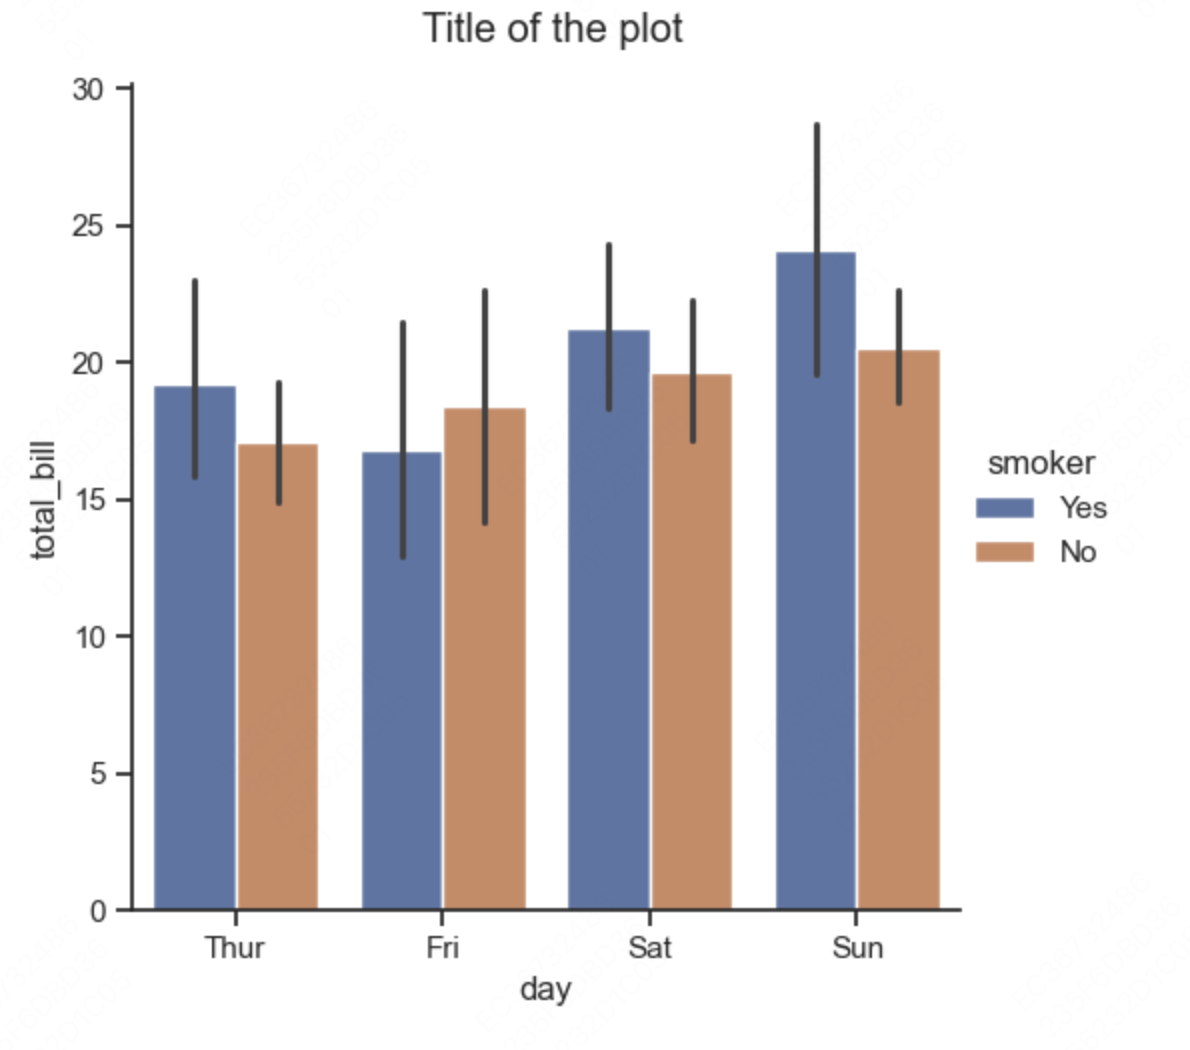 Title of the plot
30
25
20
15
10
5
0
total_bill
Thur Fri Sat Sun
day
smoker
Yes
No